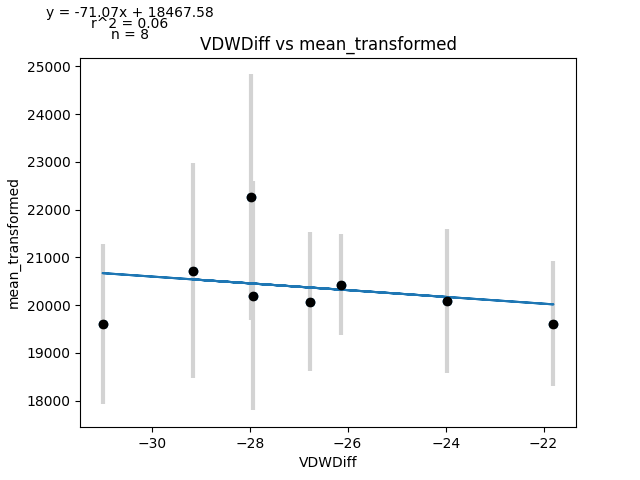 y = -71.07x + 18467.58
r^2 = 0.06
n = 8
VDWDiff vs mean_transformed
25000
24000
23000
22000
21000
20000
19000
18000
mean_transformed
−30
−28
−26
−24
−22
VDWDiff